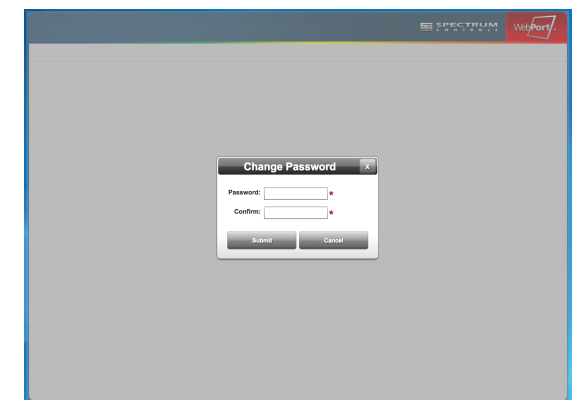 SPECTRUM
CONTROLS
WebPort
Change Password
x
Password: *
Confirm: *
Submit Cancel